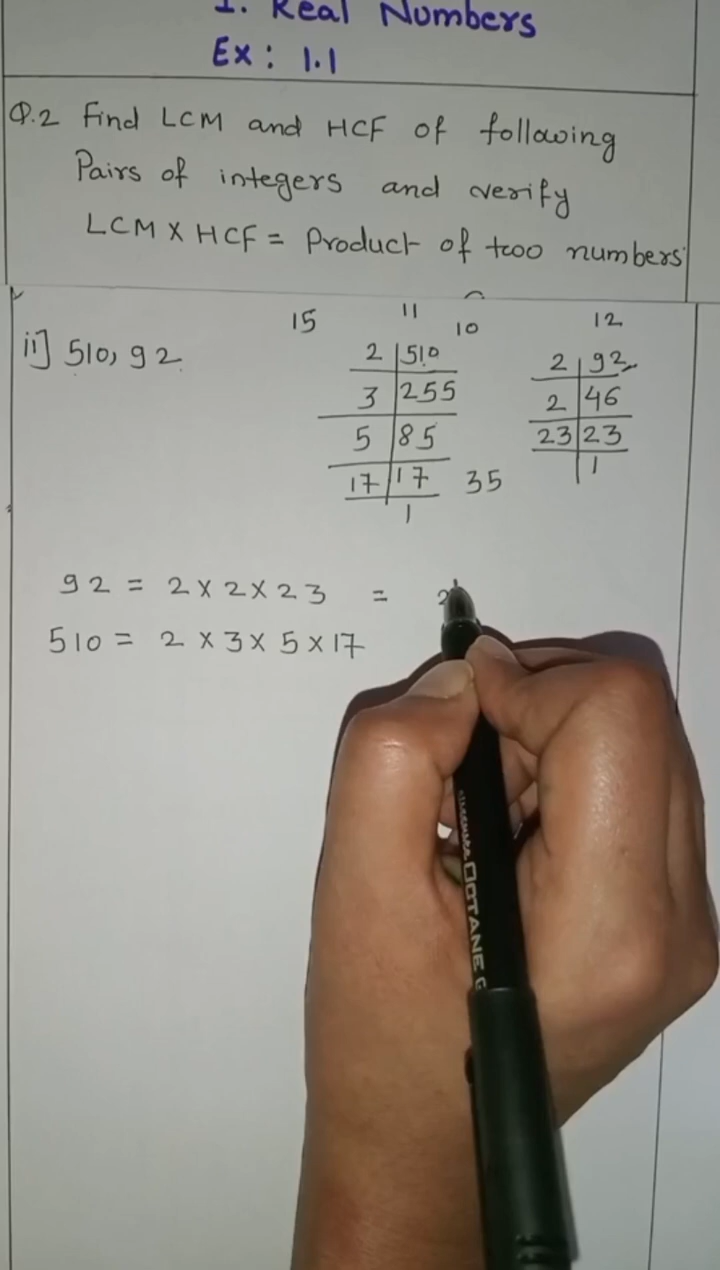 1. Real Numbers
Ex: 1.1
Q.2 Find LCM and HCF of following
Pairs of integers and verify
LCM X HCF = Product of two numbers
ii] 510, 92
15
11
10
2 510
3 255
5 85
17 17
1
35
12
2 92
2 46
23 23
1
92 = 2 X 2 X 23 = 2
510 = 2 X 3 X 5 X 17
OCTANE